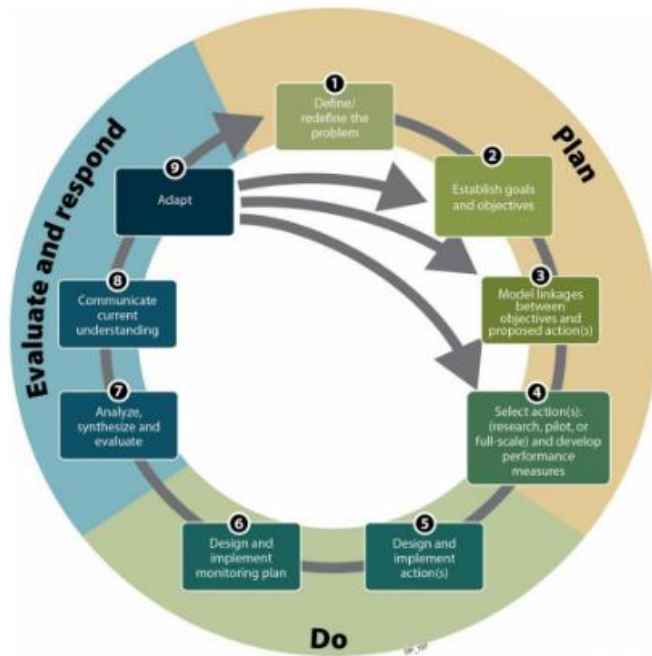 1
Define/
redefine the
problem
2
Establish goals
and objectives
3
Model linkages
between
objectives and
proposed action(s)
4
Select action(s):
(research, pilot, or
full-scale) and develop
performance
measures
5
Design and
implement
action(s)
6
Design and
implement
monitoring plan
7
Analyze,
synthesize and
evaluate
8
Communicate
current
understanding
9
Adapt
Plan
Do
Evaluate and respond